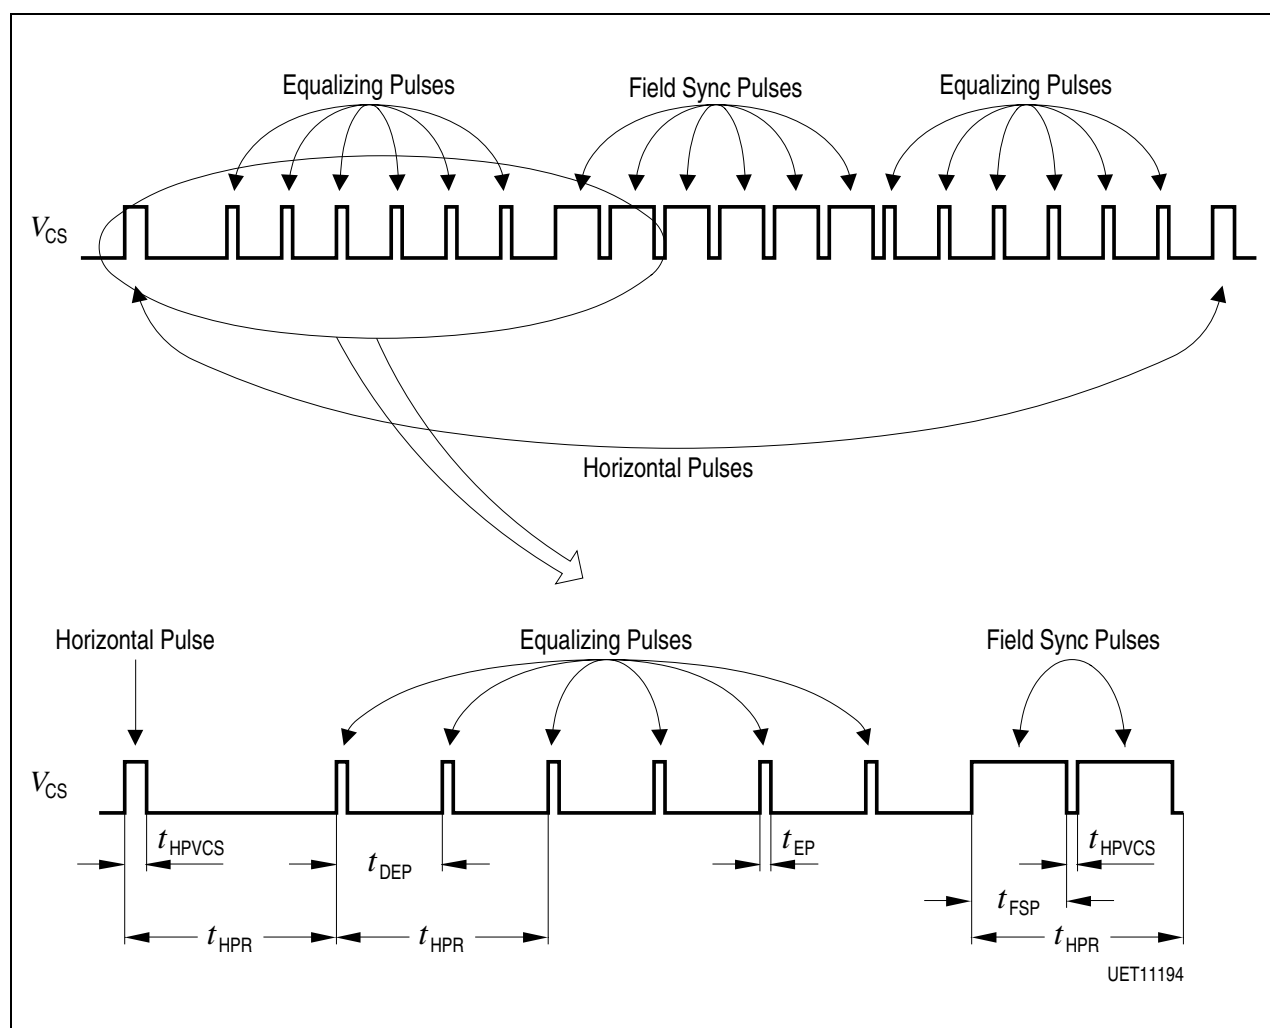 Equalizing Pulses Field Sync Pulses Equalizing Pulses
VCS
Horizontal Pulses
Horizontal Pulse Equalizing Pulses Field Sync Pulses
VCS
tHPVCS tDEP tEP tHPVCS
tFSP
tHPR tHPR tHPR
UET11194